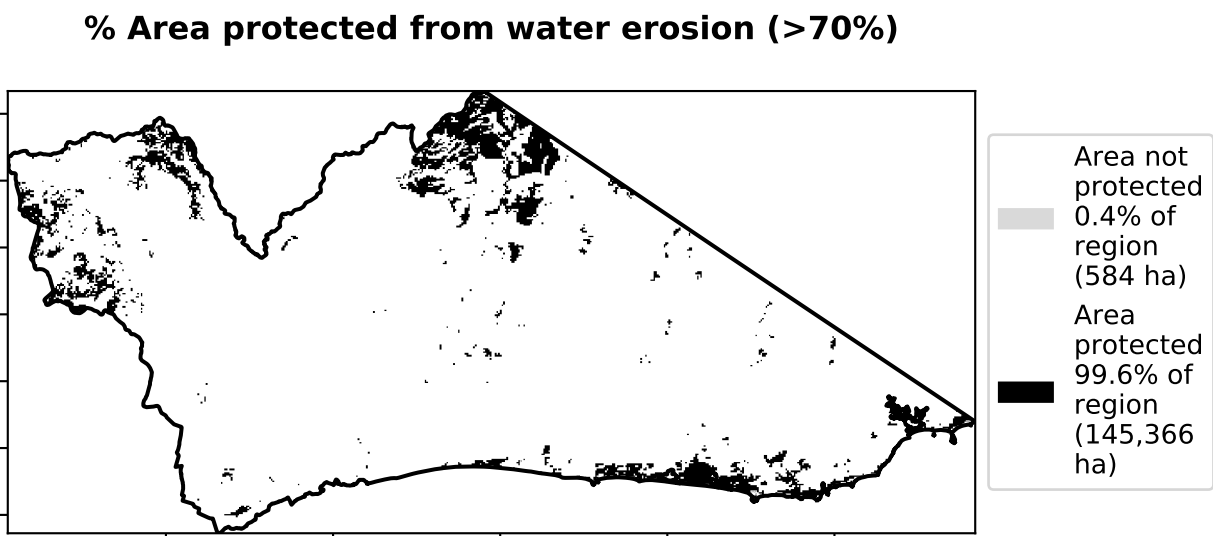 % Area protected from water erosion (>70%)
Area not
protected
0.4% of
region
(584 ha)
Area
protected
99.6% of
region
(145,366
ha)